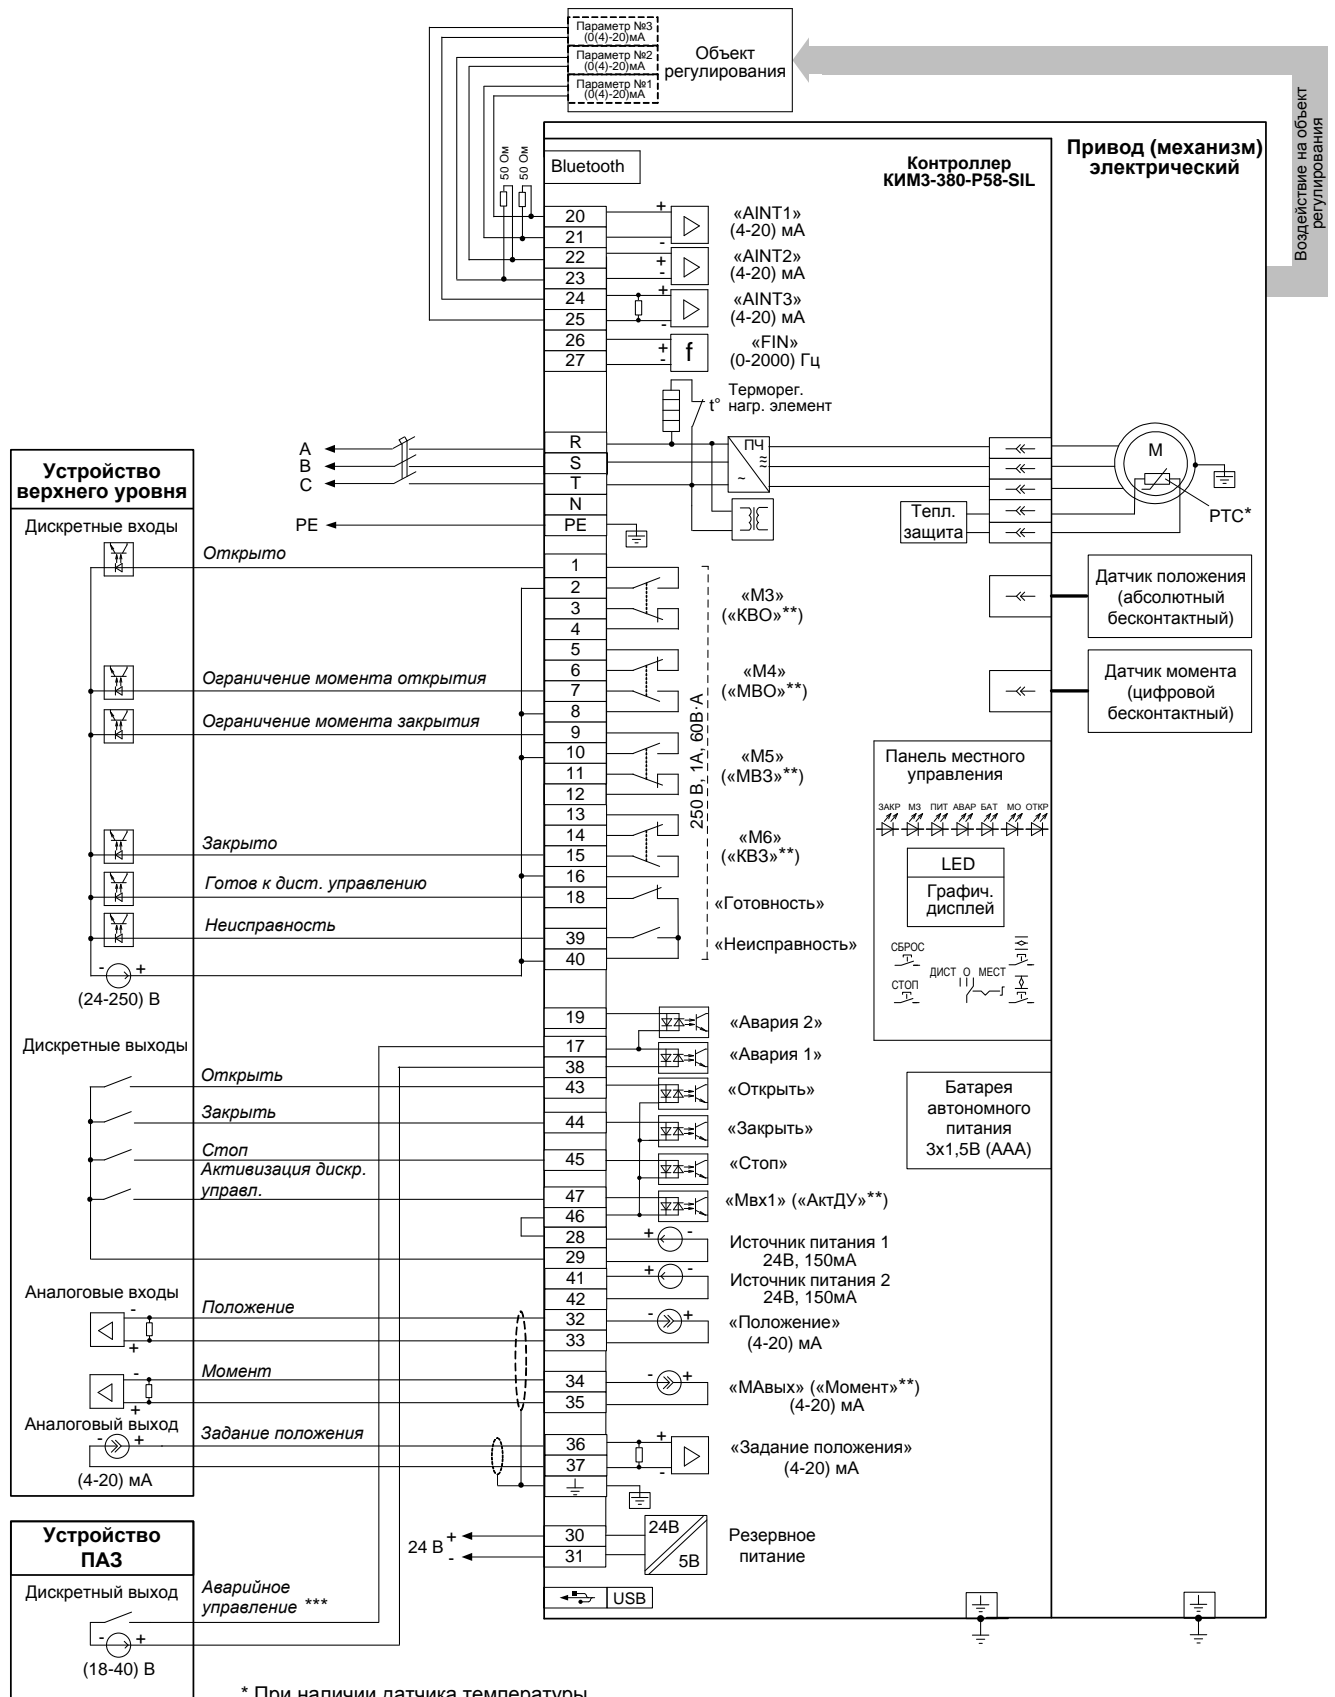 Параметр №3
(0(4)-20)мА
Параметр №2
(0(4)-20)мА
Параметр №1
(0(4)-20)мА
Объект
регулирования
Воздействие на объект
регулирования
50 Ом
50 Ом
Bluetooth
Контроллер
КИМ3-380-Р58-SIL
Привод (механизм)
электрический
20
21
22
23
24
25
26
27
+
-
«AINT1»
(4-20) мА
+
-
«AINT2»
(4-20) мА
+
-
«AINT3»
(4-20) мА
+
-
f
«FIN»
(0-2000) Гц
t°
Терморег.
нагр. элемент
A
B
C
PE
R
S
T
N
PE
ПЧ
≈
~
M
PTC*
Тепл.
защита
Устройство
верхнего уровня
Дискретные входы
Открыто
Ограничение момента открытия
Ограничение момента закрытия
Закрыто
Готов к дист. управлению
Неисправность
- +
(24-250) В
1
2
3
4
5
6
7
8
9
10
11
12
13
14
15
16
18
39
40
«М3»
(«КВО»**)
«М4»
(«МВО»**)
«М5»
(«МВЗ»**)
«М6»
(«КВЗ»**)
«Готовность»
«Неисправность»
250 В, 1А, 60В·А
Датчик положения
(абсолютный
бесконтактный)
Датчик момента
(цифровой
бесконтактный)
Панель местного
управления
ЗАКР МЗ ПИТ АВАР БАТ МО ОТКР
LED
Графич.
дисплей
СБРОС
СТОП
ДИСТ О МЕСТ
Батарея
автономного
питания
3х1,5В (ААА)
Дискретные выходы
Открыть
Закрыть
Стоп
Активизация дискр.
управл.
19
17
38
43
44
45
47
46
28
29
41
42
32
33
34
35
36
37
30
31
«Авария 2»
«Авария 1»
«Открыть»
«Закрыть»
«Стоп»
«Мвх1» («АктДУ»**)
+ -
Источник питания 1
24В, 150мА
+ -
Источник питания 2
24В, 150мА
- +
«Положение»
(4-20) мА
- +
«МАвых» («Момент»**)
(4-20) мА
+
-
«Задание положения»
(4-20) мА
24В
5В
Резервное
питание
USB
Аналоговые входы
-
+
Положение
-
+
Момент
Аналоговый выход
- +
Задание положения
(4-20) мА
24 В
+
-
Устройство
ПАЗ
Дискретный выход
Аварийное
управление ***
- +
(18-40) В
* При наличии датчика температуры